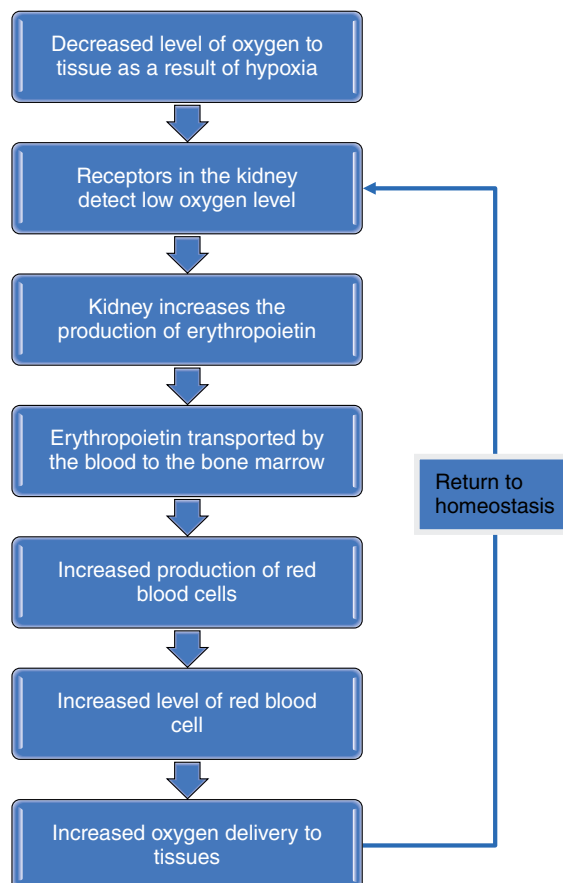 Decreased level of oxygen to
tissue as a result of hypoxia
Receptors in the kidney
detect low oxygen level
Kidney increases the
production of erythropoietin
Erythropoietin transported by
the blood to the bone marrow
Return to
homeostasis
Increased production of red
blood cells
Increased level of red blood
cell
Increased oxygen delivery to
tissues